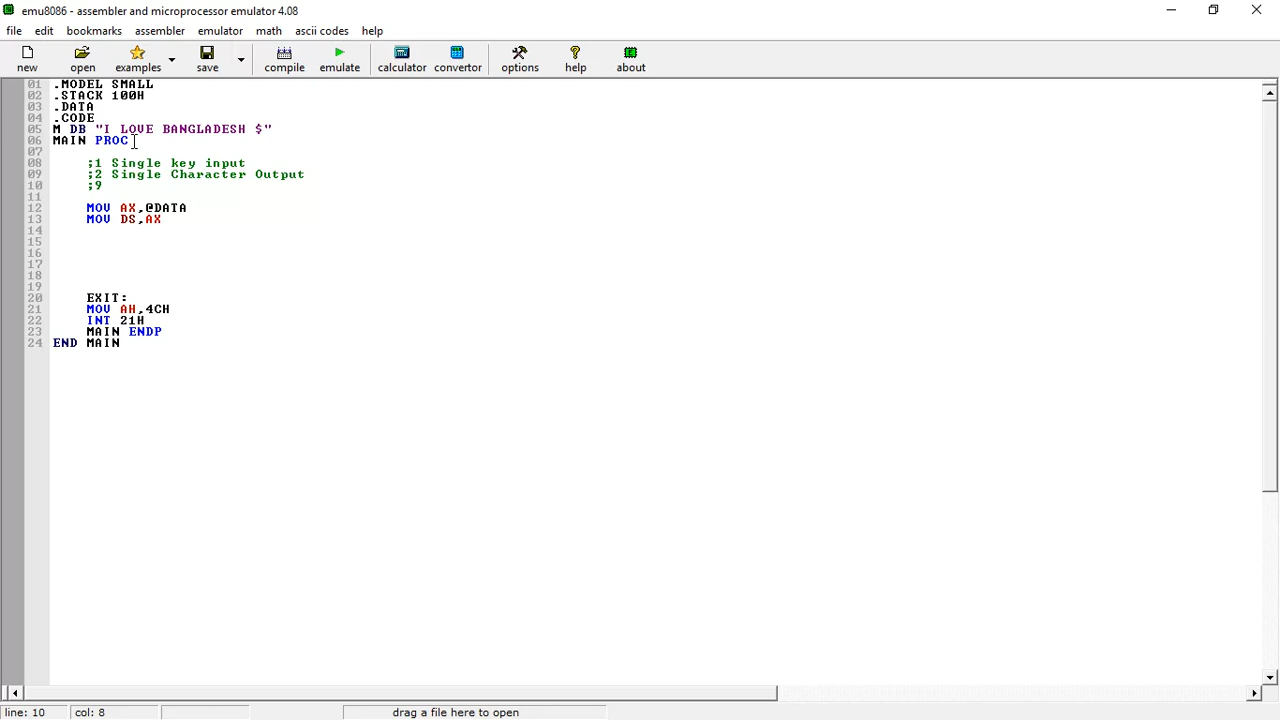 emu8086 - assembler and microprocessor emulator 4.08
file edit bookmarks assembler emulator math ascii codes help
new open examples save compile emulate calculator convertor options help about
01 .MODEL SMALL
02 .STACK 100H
03 .DATA
04 .CODE
05 M DB "I LOVE BANGLADESH $"
06 MAIN PROC
07
08 ;1 Single key input
09 ;2 Single Character Output
10 ;9
11
12 MOV AX,@DATA
13 MOV DS,AX
14
15
16
17
18
19
20 EXIT:
21 MOV AH,4CH
22 INT 21H
23 MAIN ENDP
24 END MAIN
line: 10 col: 8 drag a file here to open